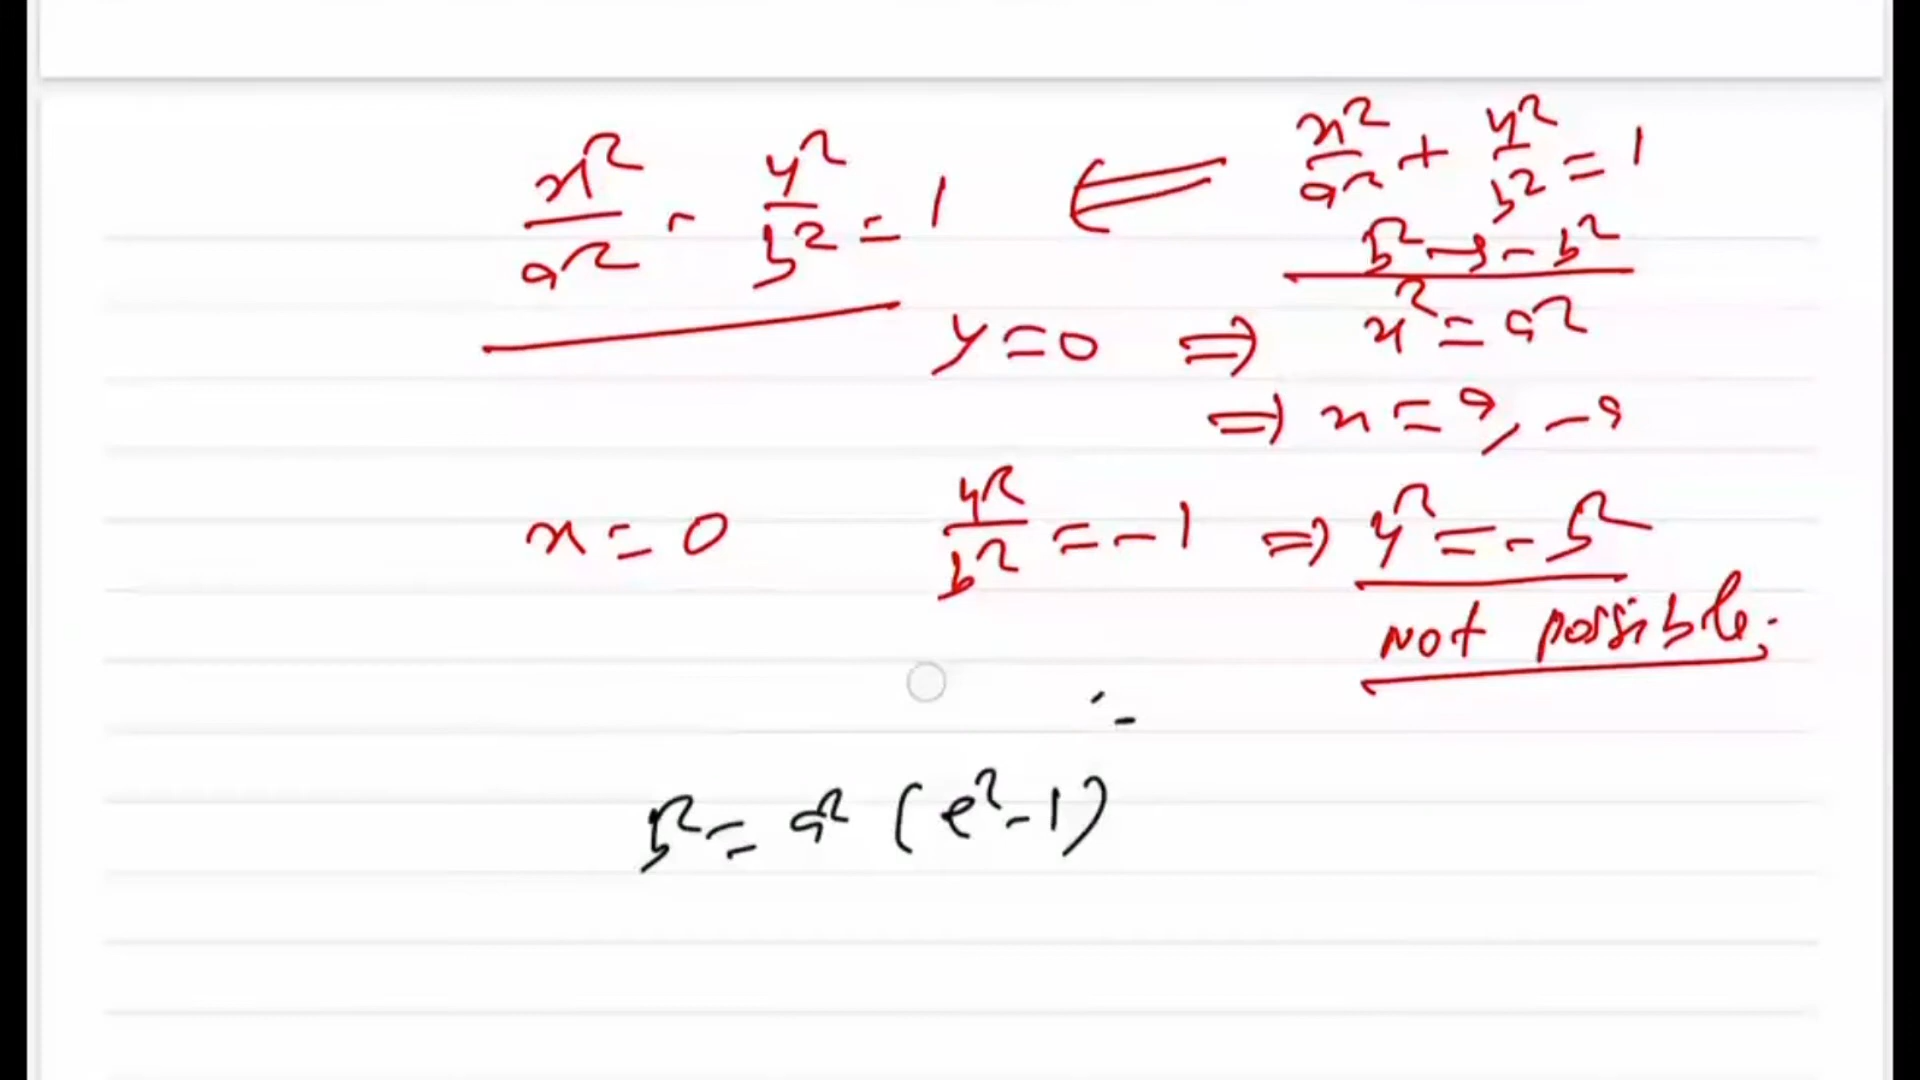 x²/a² - y²/b² = 1 ⟸ x²/a² + y²/b² = 1
b² → - b²
y = 0 ⇒ x² = a²
⇒ x = a, -a
x = 0 y²/b² = -1 ⇒ y² = - b²
Not possible.
b² = a² (e² - 1)